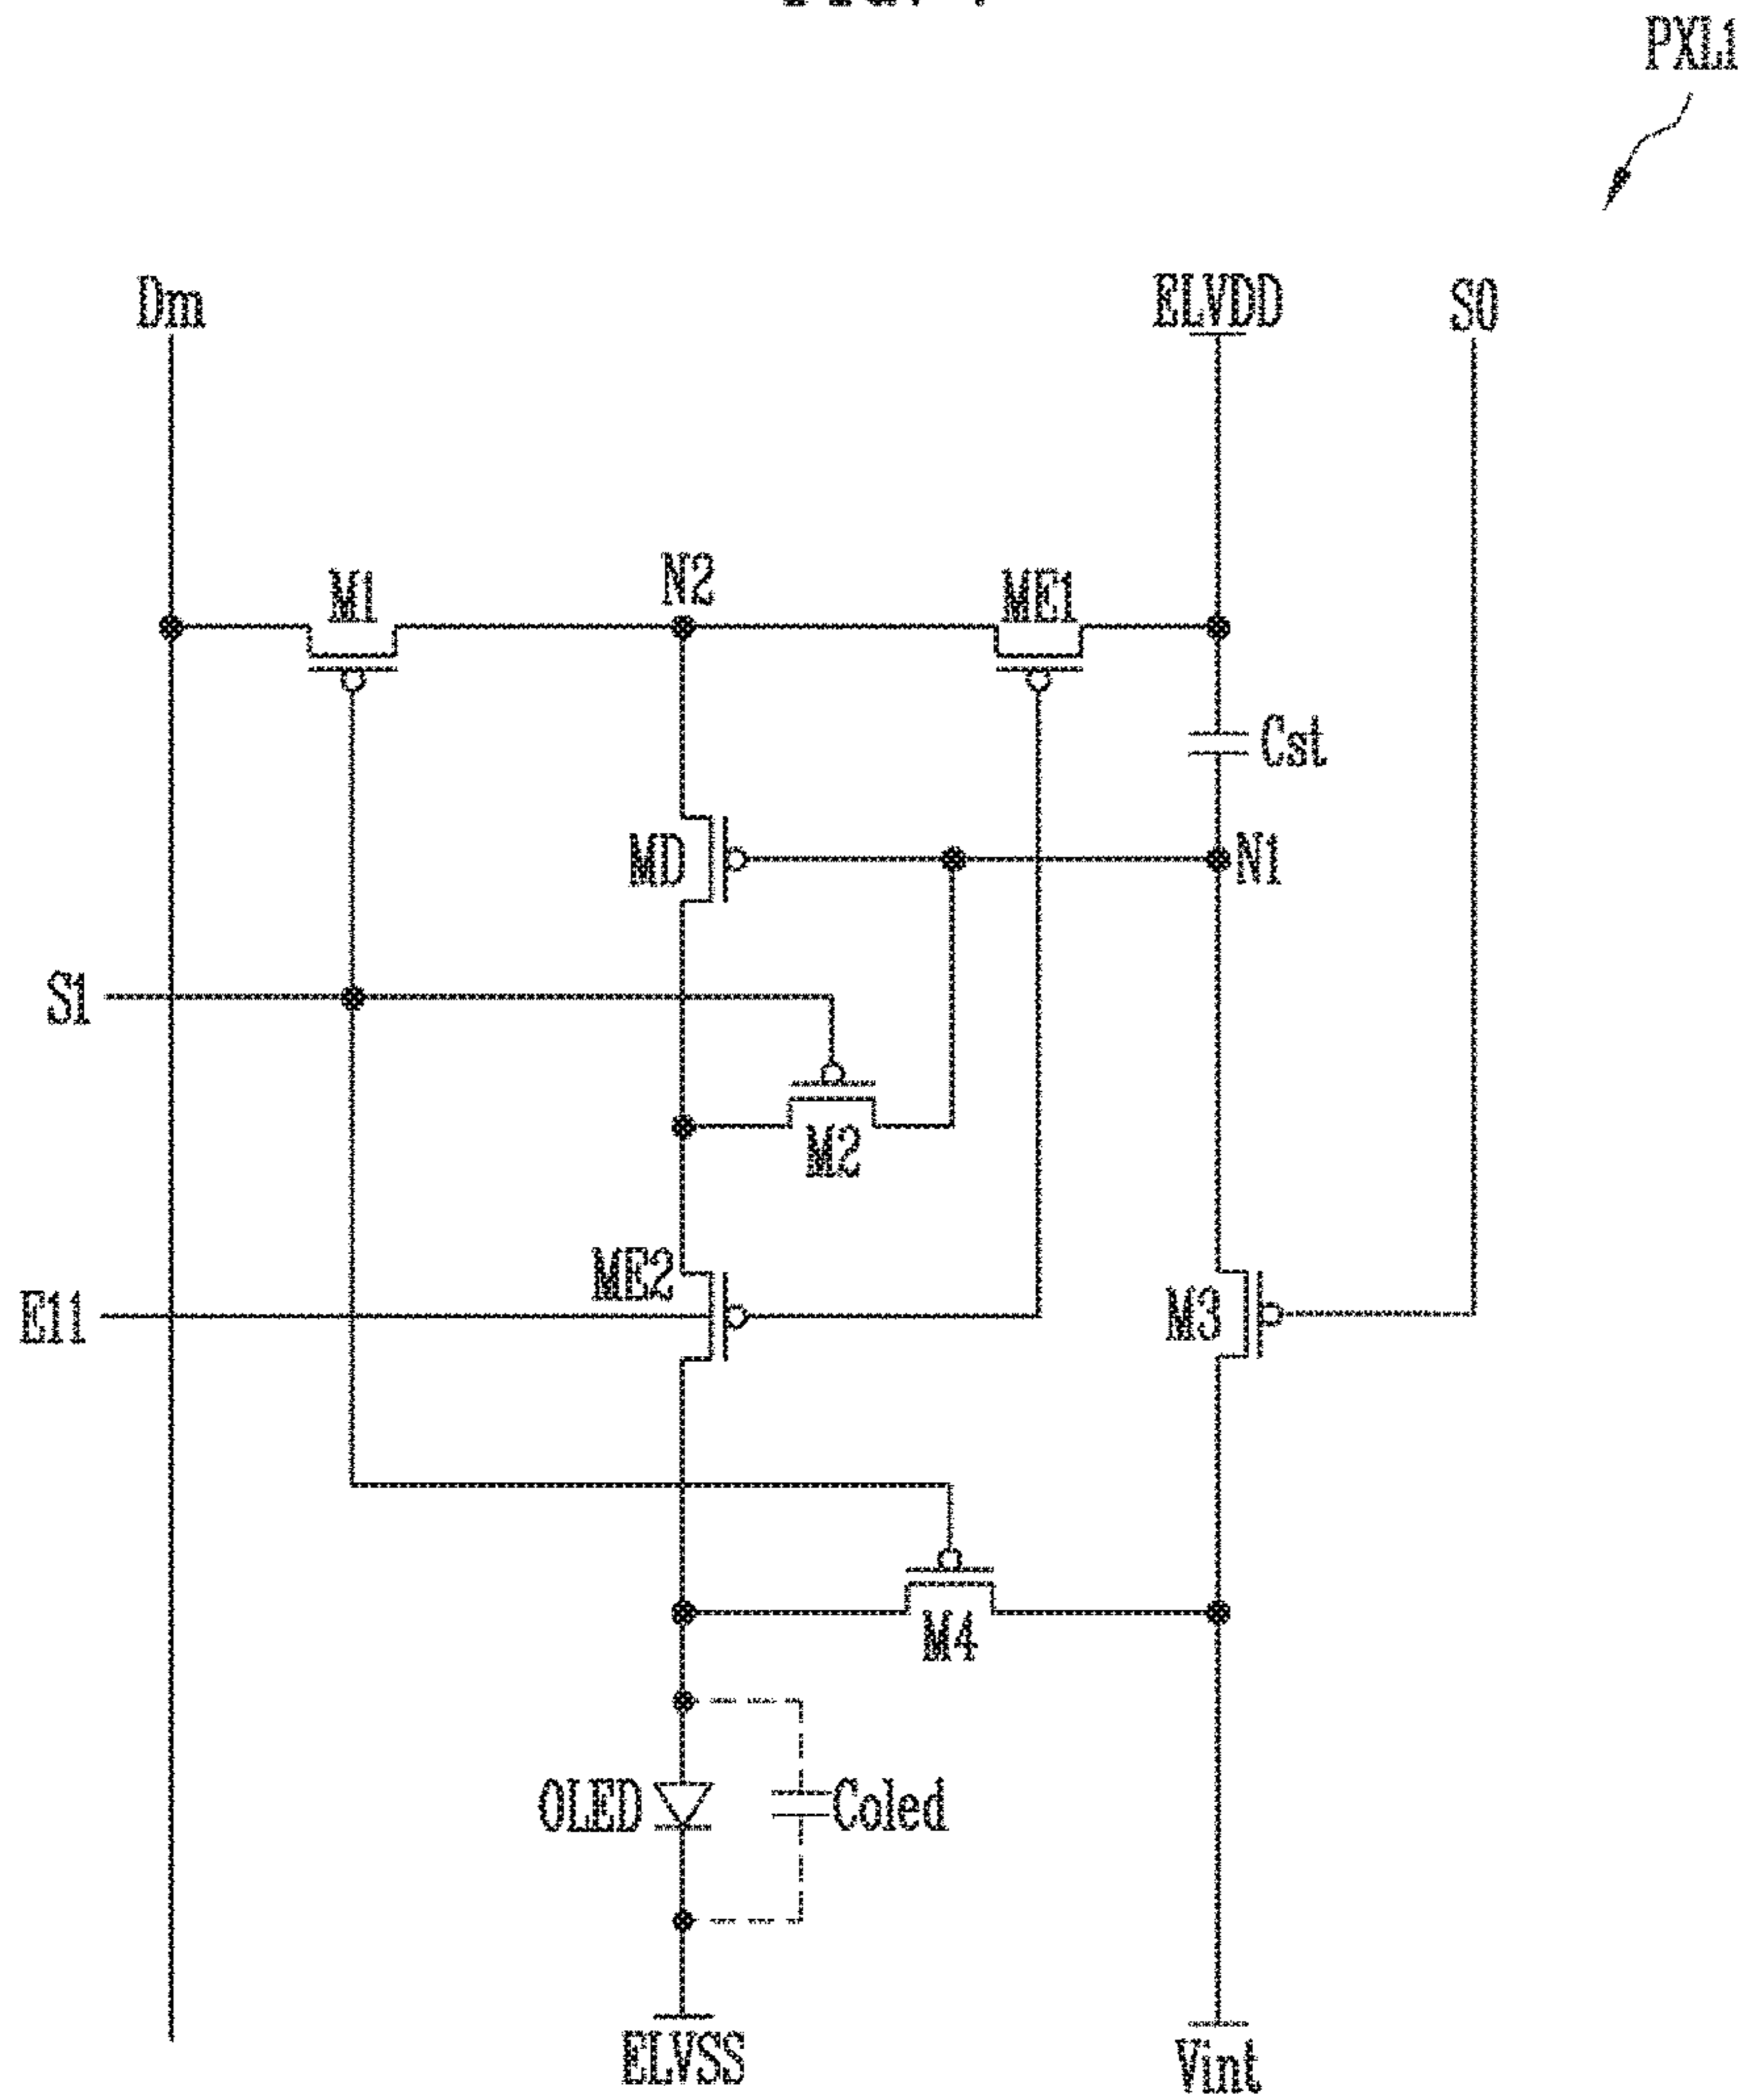 PXL1
Dm
ELVDD
S0
M1
N2
ME1
Cst
MD
N1
S1
M2
ME2
E11
M3
M4
OLED
Coled
ELVSS
Vint